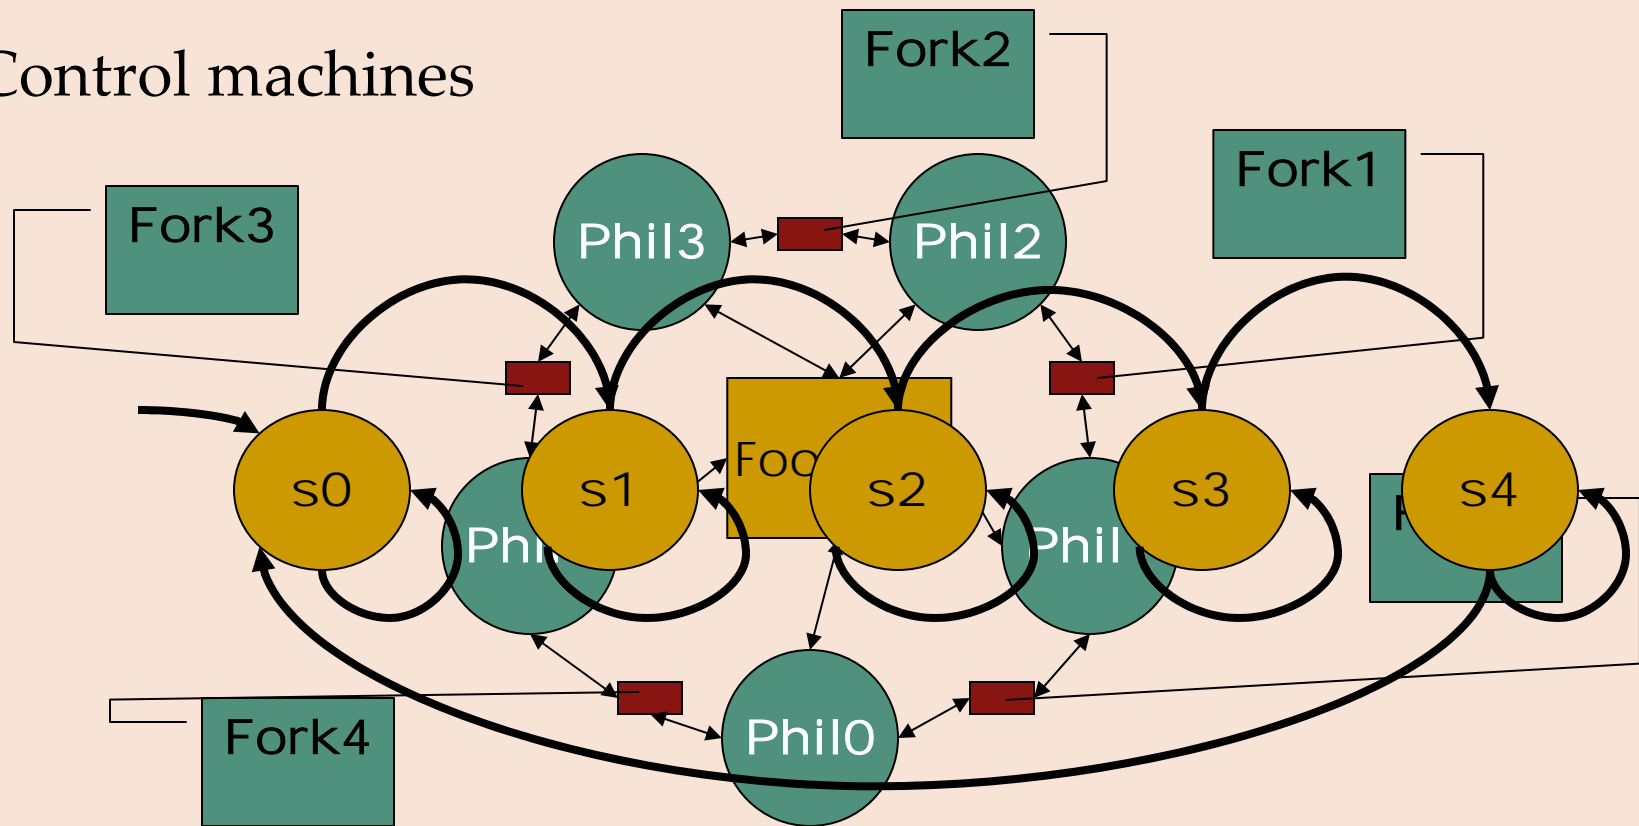 Control machines
Fork2
Fork1
Fork3
Phil3
Phil2
s0
s1
s2
s3
s4
Phil0
Fork4